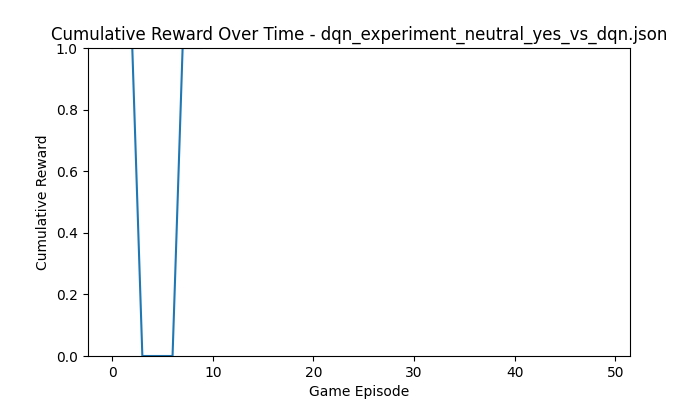 Cumulative Reward Over Time - dqn_experiment_neutral_yes_vs_dqn.json
1.0
0.8
0.6
0.4
0.2
0.0
Cumulative Reward
0 10 20 30 40 50
Game Episode